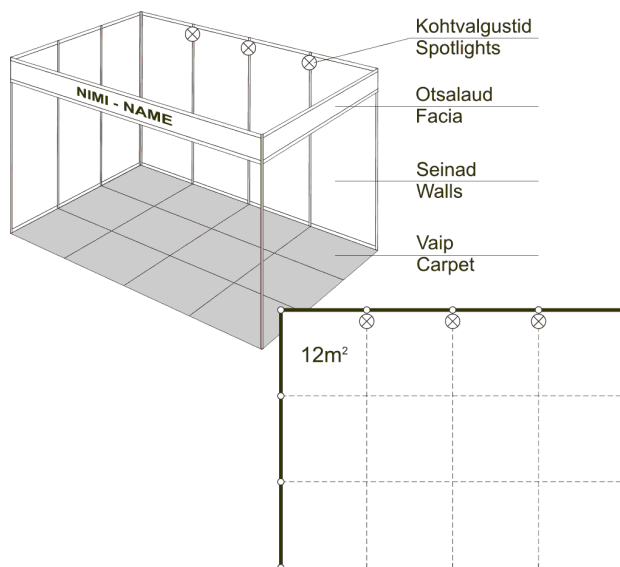 Kohtvalgustid
Spotlights
Otsalaud
Facia
NIMI - NAME
Seinad
Walls
Vaip
Carpet
12m²